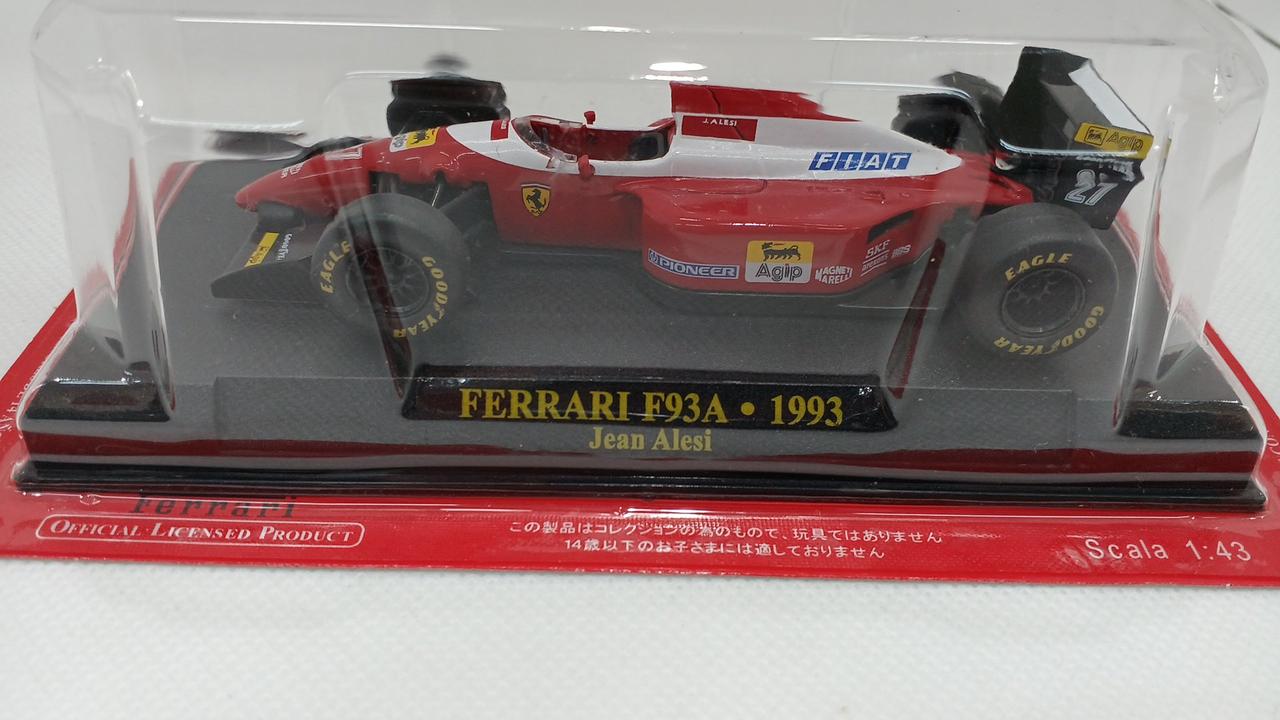 J.ALESI
FIAT
Agip
27
Agip
PIONEER
MAGNETI
MARELLI
SKF
GOODYEAR
EAGLE
GOODYEAR
EAGLE
GOODYEAR
FERRARI F93A • 1993
Jean Alesi
Ferrari
OFFICIAL LICENSED PRODUCT
この製品はコレクションの為のもので、玩具ではありません
14歳以下のお子さまには適しておりません
Scala 1:43